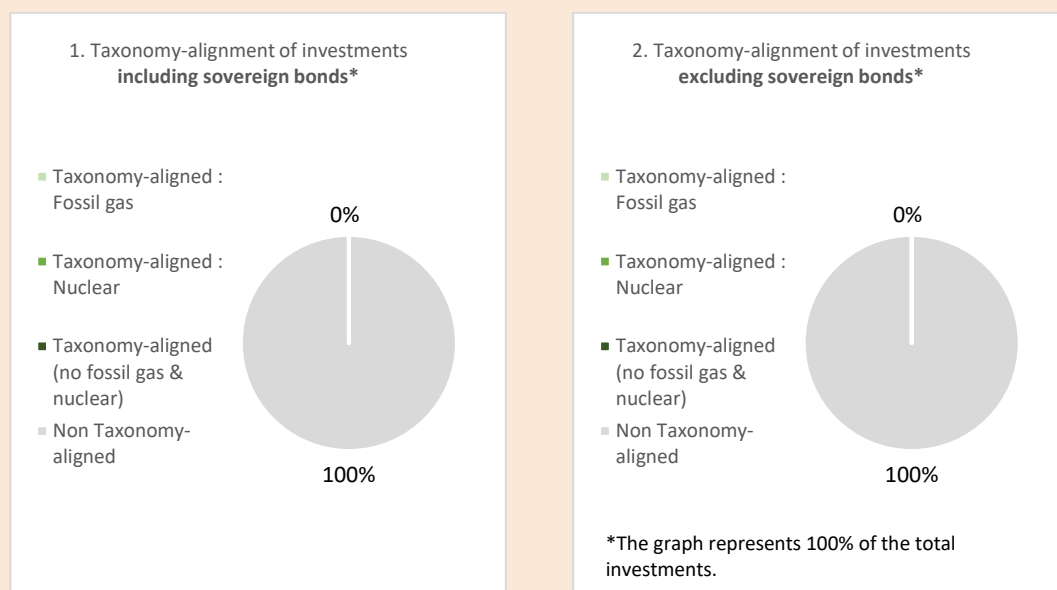 1. Taxonomy-alignment of investments
including sovereign bonds*
Taxonomy-aligned :
Fossil gas
Taxonomy-aligned :
Nuclear
Taxonomy-aligned
(no fossil gas &
nuclear)
Non Taxonomy-
aligned
0%
100%
2. Taxonomy-alignment of investments
excluding sovereign bonds*
Taxonomy-aligned :
Fossil gas
Taxonomy-aligned :
Nuclear
Taxonomy-aligned
(no fossil gas &
nuclear)
Non Taxonomy-
aligned
0%
100%
*The graph represents 100% of the total
investments.